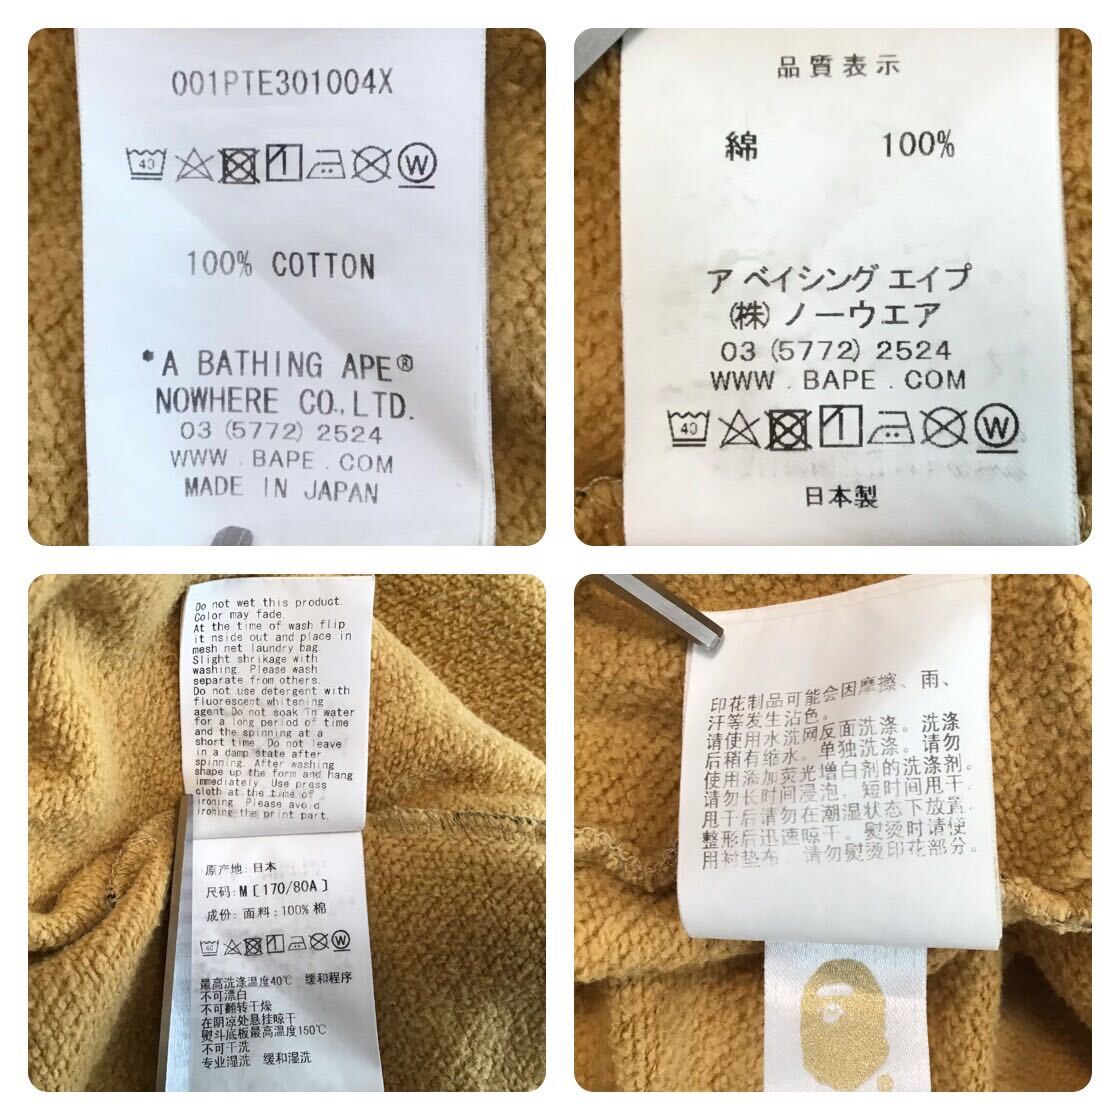 001PTE301004X
40
W
100% COTTON
*A BATHING APE®
NOWHERE CO.,LTD.
03 (5772) 2524
WWW.BAPE.COM
MADE IN JAPAN
品質表示
綿 100%
ア ベイシング エイプ
(株) ノーウエア
03 (5772) 2524
WWW.BAPE.COM
40
W
日本製
Do not wet this product.
Color may fade.
At the time of wash flip
it nside out and place in
mesh net laundry bag.
Slight shrikage with
washing. Please wash
separate from others.
Do not use detergent with
fluorescent whitening
agent.Do not soak in water
for a long period of time
and the spinning at a
short time. Do not leave
in a damp state after
spinning. After washing
shape up the form and hang
immediately. Use press
cloth at the time of
ironing. Please avoid
ironing the print part.
原产地: 日本
尺码: M [170/80A]
成份: 面料: 100% 棉
40
W
最高洗涤温度40℃ 缓和程序
不可漂白
不可翻转干燥
在阴凉处悬挂晾干
熨斗底板最高温度150℃
不可干洗
专业湿洗 缓和湿洗
印花制品可能会因摩擦、雨、
汗等发生沾色。
请使用水洗网反面洗涤。洗涤
后稍有缩水。单独洗涤。请勿
使用添加荧光增白剂的洗涤剂。
请勿长时间浸泡。短时间甩干.
甩干后请勿在潮湿状态下放置.
整形后迅速晾干。熨烫时请使
用衬垫布。请勿熨烫印花部分。
®